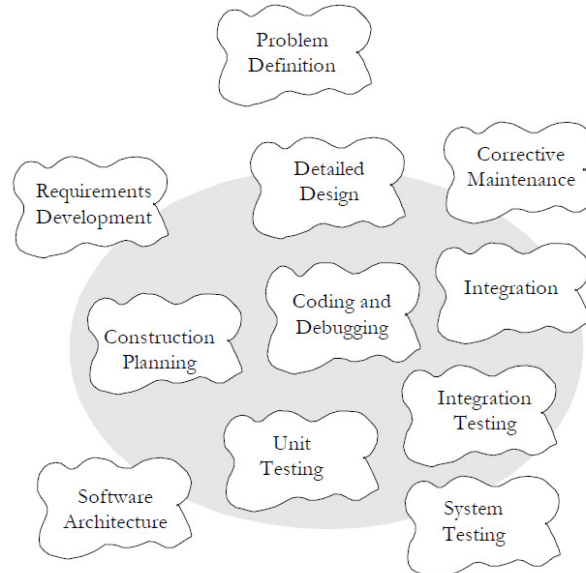 Problem
Definition
Detailed
Design
Corrective
Maintenance
Requirements
Development
Integration
Coding and
Debugging
Construction
Planning
Integration
Testing
Unit
Testing
Software
Architecture
System
Testing